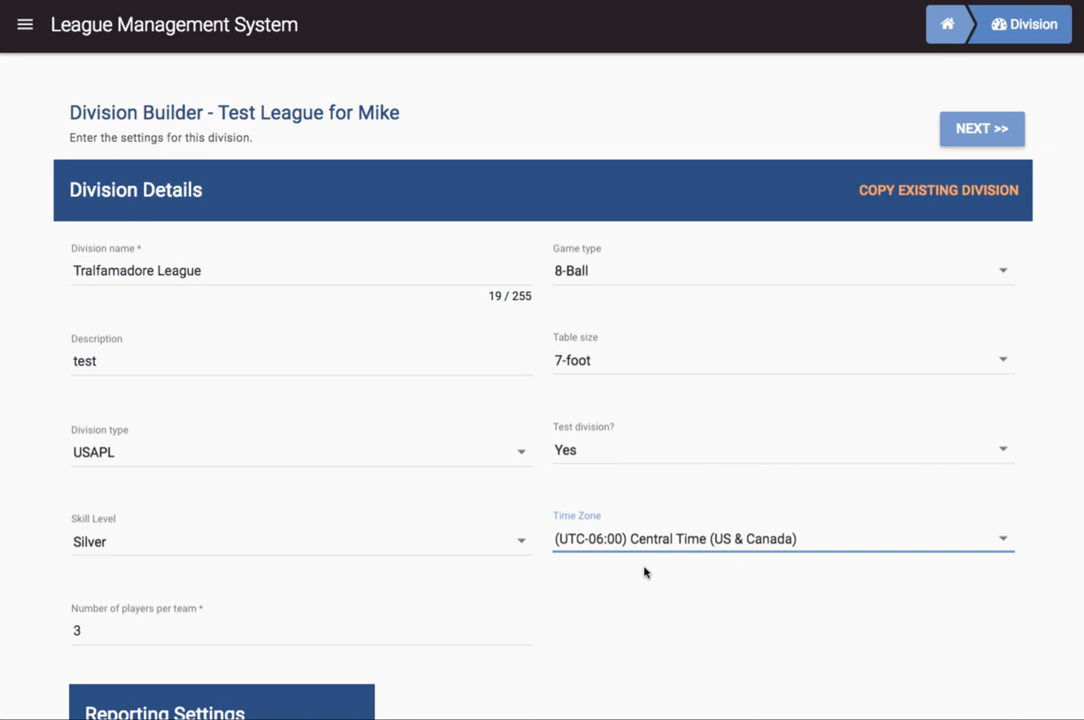 League Management System
Division
Division Builder - Test League for Mike
Enter the settings for this division.
NEXT >>
Division Details
COPY EXISTING DIVISION
Division name *
Tralfamadore League
19 / 255
Game type
8-Ball
Description
test
Table size
7-foot
Division type
USAPL
Test division?
Yes
Skill Level
Silver
Time Zone
(UTC-06:00) Central Time (US & Canada)
Number of players per team *
3
Reporting Settings